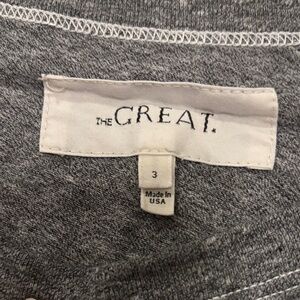 THE GREAT.
3
Made In
USA